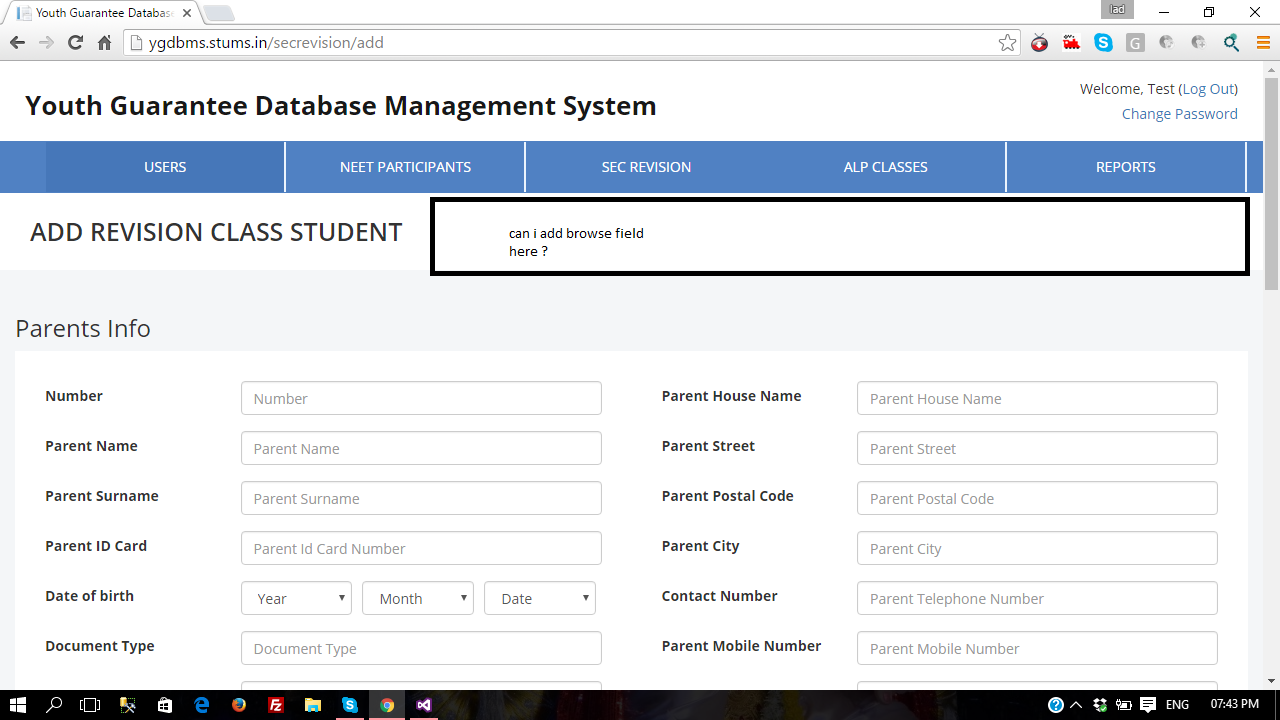 Youth Guarantee Databas
lad
ygdbms.stums.in/secrevision/add
Youth Guarantee Database Management System
Welcome, Test (Log Out)
Change Password
USERS
NEET PARTICIPANTS
SEC REVISION
ALP CLASSES
REPORTS
ADD REVISION CLASS STUDENT
can i add browse field
here ?
Parents Info
Number
Number
Parent House Name
Parent House Name
Parent Name
Parent Name
Parent Street
Parent Street
Parent Surname
Parent Surname
Parent Postal Code
Parent Postal Code
Parent ID Card
Parent Id Card Number
Parent City
Parent City
Date of birth
Year
Month
Date
Contact Number
Parent Telephone Number
Document Type
Document Type
Parent Mobile Number
Parent Mobile Number
ENG
07:43 PM